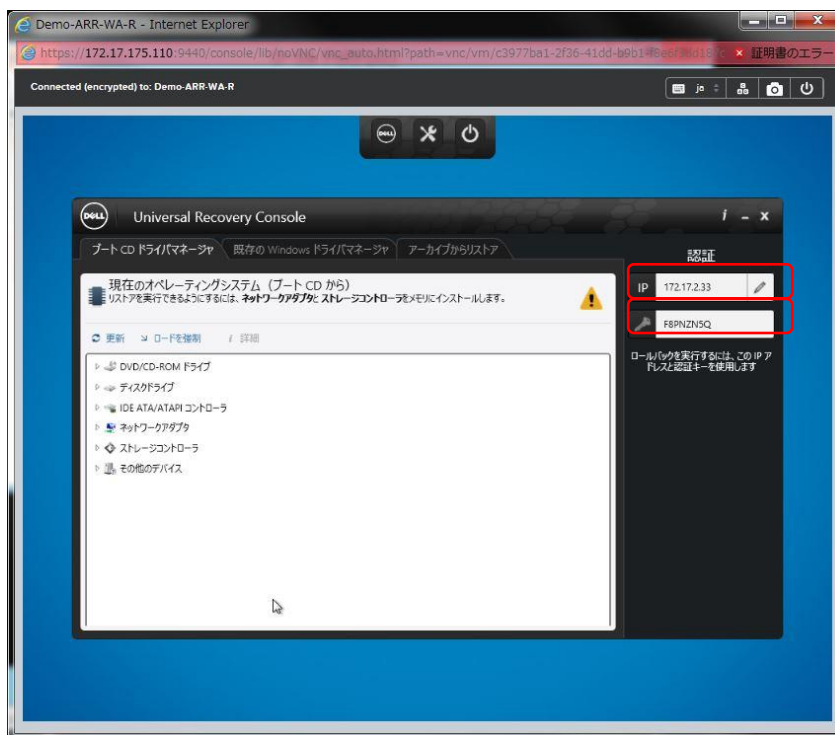 Demo-ARR-WA-R - Internet Explorer
https://172.17.175.110:9440/console/lib/noVNC/vnc_auto.html?path=vnc/vm/c3977ba1-2f36-41dd-b9b1-
証明書のエラー
Connected (encrypted) to: Demo-ARR-WA-R
ja
DELL
DELL
Universal Recovery Console
ブート CD ドライバマネージャ
既存の Windows ドライバマネージャ
アーカイブからリストア
認証
現在のオペレーティングシステム (ブート CD から)
リストアを実行できるようにするには、ネットワークアダプタとストレージコントローラをメモリにインストールします。
IP 172.17.2.33
F8PNZN5Q
更新 ロードを強制 詳細
ロールバックを実行するには、この IP ア
ドレスと認証キーを使用します
DVD/CD-ROM ドライブ
ディスクドライブ
IDE ATA/ATAPI コントローラ
ネットワークアダプタ
ストレージコントローラ
その他のデバイス